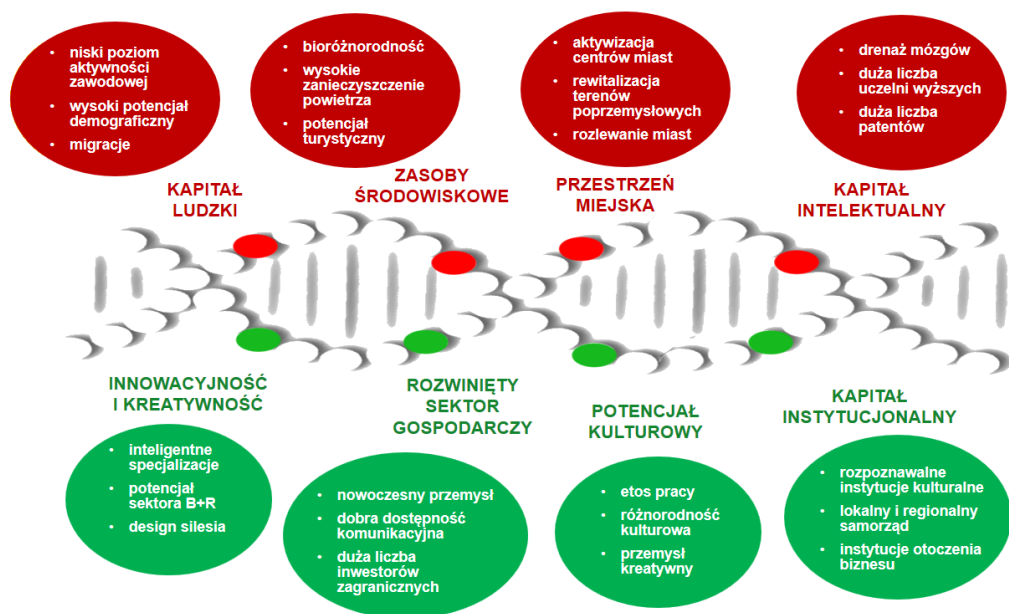 • niski poziom
aktywności
zawodowej
• wysoki potencjał
demograficzny
• migracje
• bioróżnorodność
• wysokie
zanieczyszczenie
powietrza
• potencjał
turystyczny
• aktywizacja
centrów miast
• rewitalizacja
terenów
poprzemysłowych
• rozlewanie miast
• drenaż mózgów
• duża liczba
uczelni wyższych
• duża liczba
patentów
KAPITAŁ
LUDZKI
ZASOBY
ŚRODOWISKOWE
PRZESTRZEŃ
MIEJSKA
KAPITAŁ
INTELEKTUALNY
INNOWACYJNOŚĆ
I KREATYWNOŚĆ
ROZWINIĘTY
SEKTOR
GOSPODARCZY
POTENCJAŁ
KULTUROWY
KAPITAŁ
INSTYTUCJONALNY
• inteligentne
specjalizacje
• potencjał
sektora B+R
• design silesia
• nowoczesny przemysł
• dobra dostępność
komunikacyjna
• duża liczba
inwestorów
zagranicznych
• etos pracy
• różnorodność
kulturowa
• przemysł
kreatywny
• rozpoznawalne
instytucje kulturalne
• lokalny i regionalny
samorząd
• instytucje otoczenia
biznesu